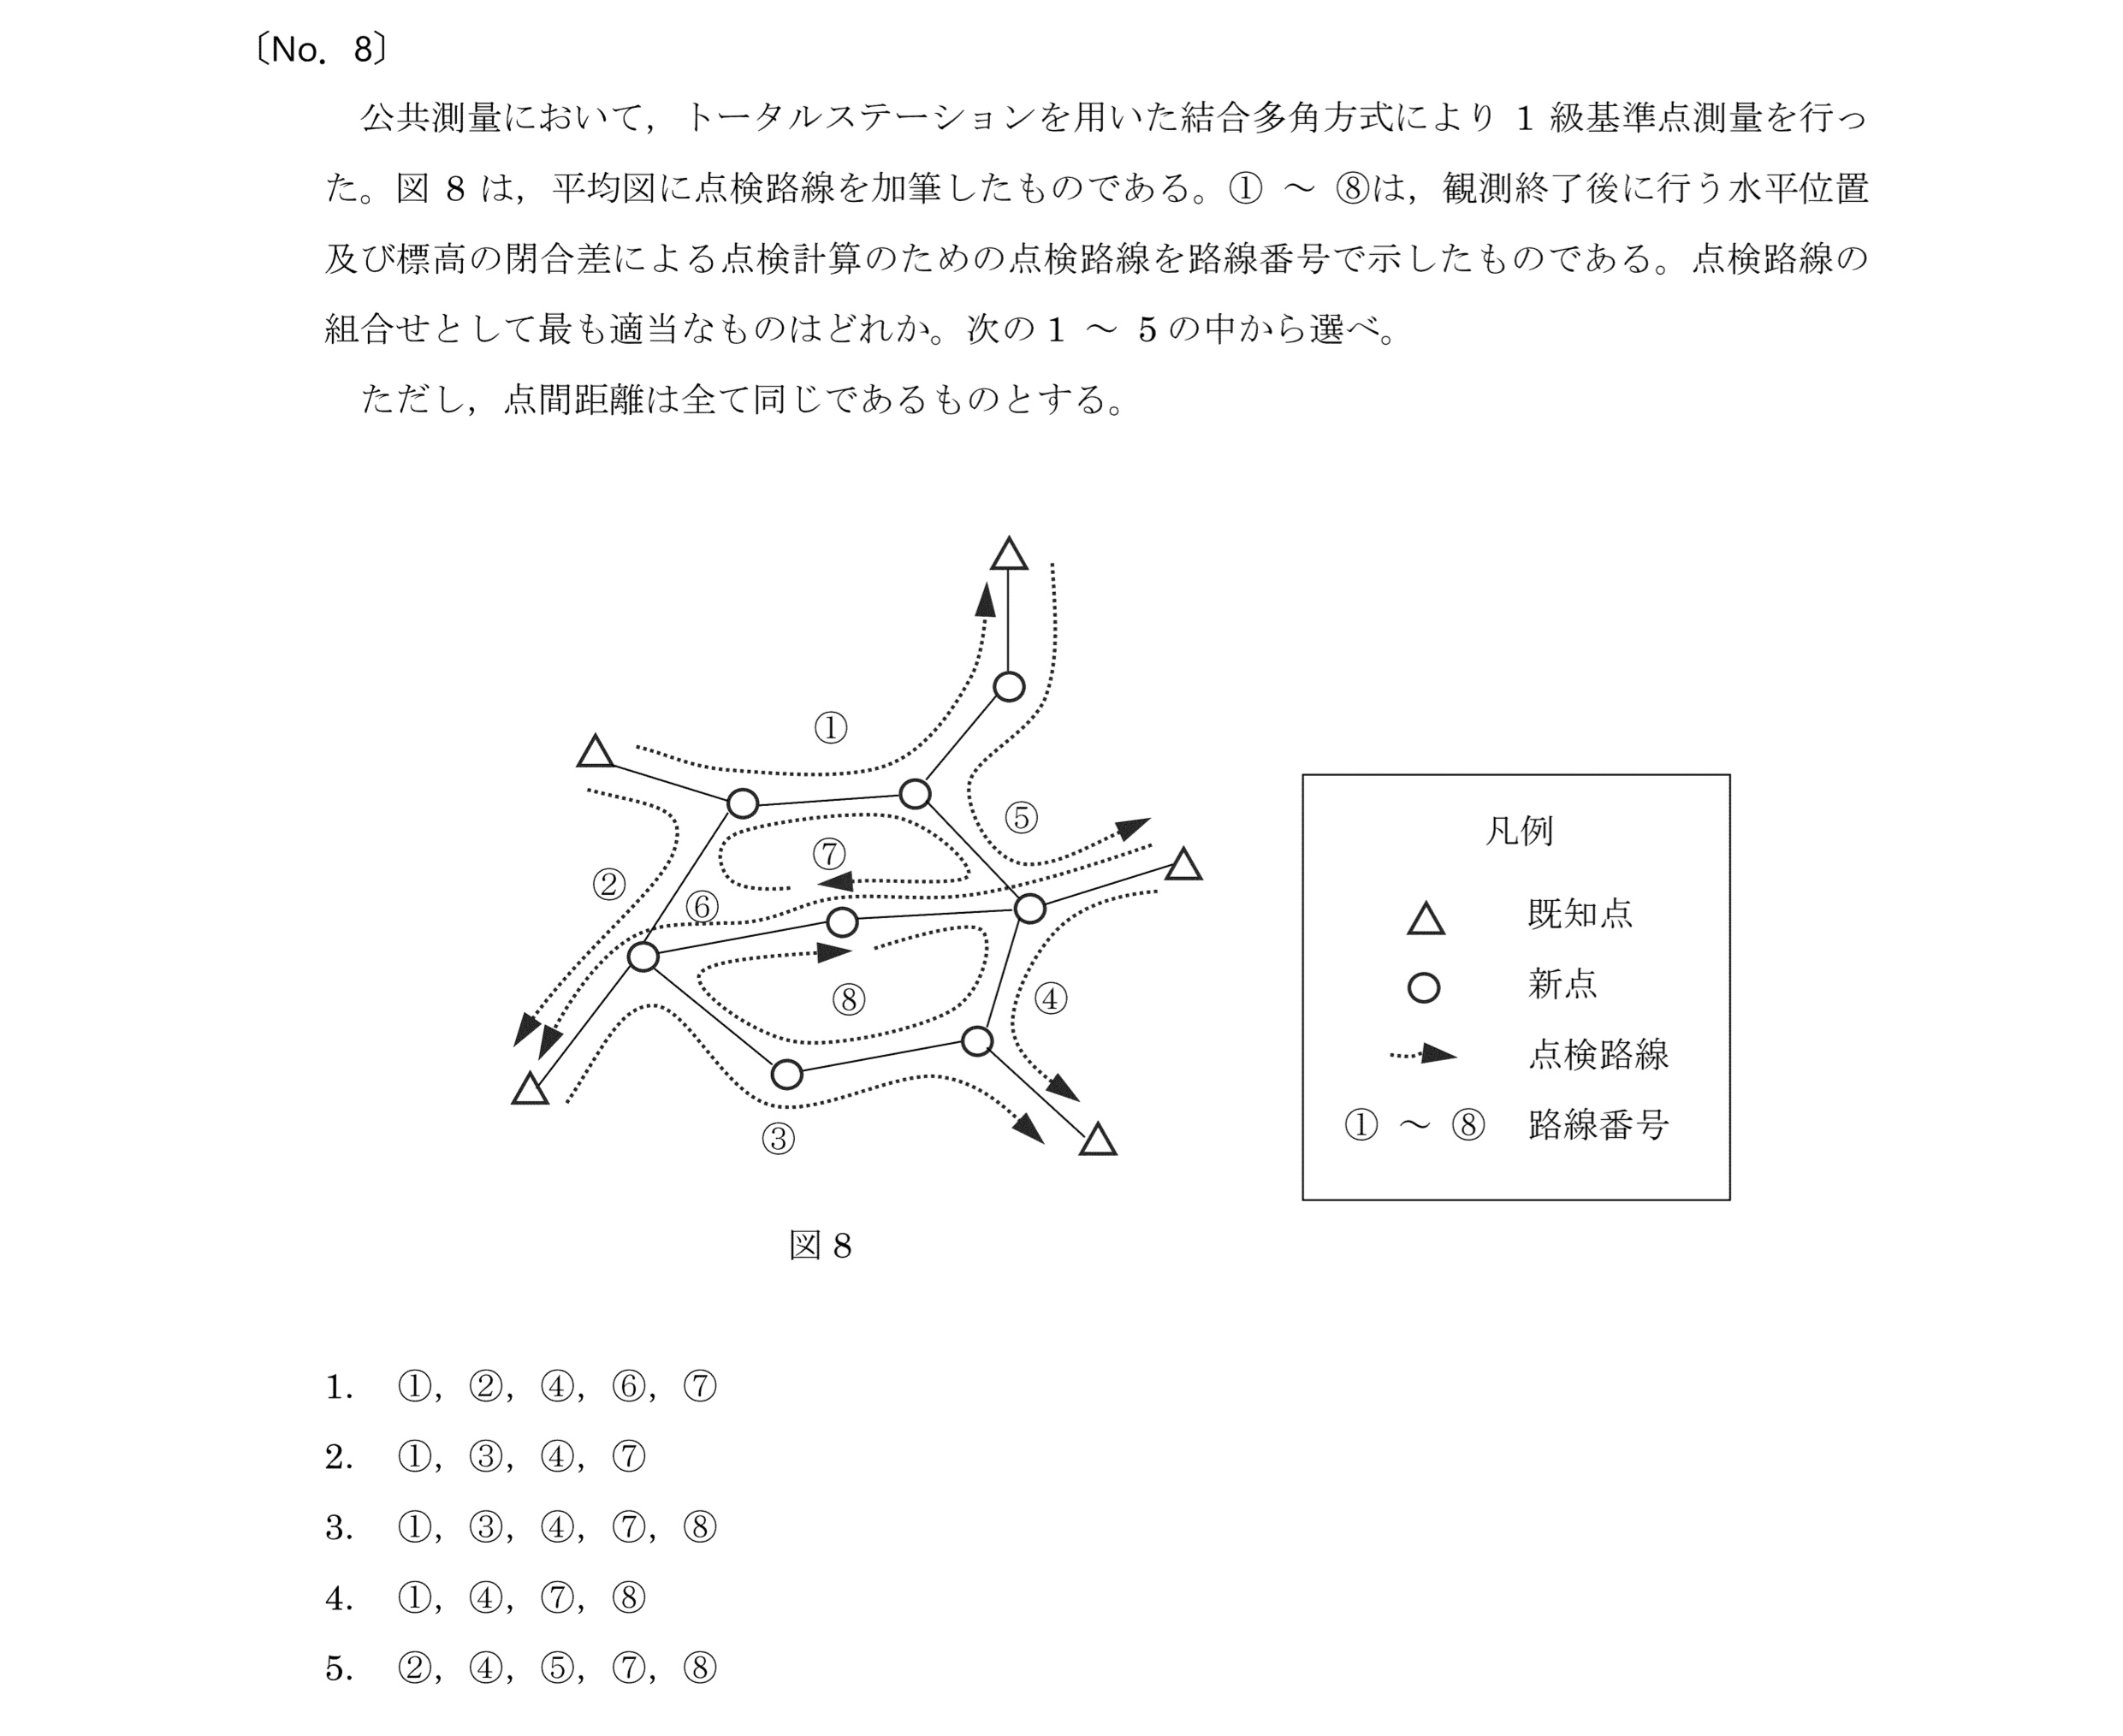 〔No．8〕
公共測量において，トータルステーションを用いた結合多角方式により 1 級基準点測量を行っ
た。図 8 は，平均図に点検路線を加筆したものである。① ～ ⑧は，観測終了後に行う水平位置
及び標高の閉合差による点検計算のための点検路線を路線番号で示したものである。点検路線の
組合せとして最も適当なものはどれか。次の 1 ～ 5 の中から選べ。
ただし，点間距離は全て同じであるものとする。
①
⑤
⑦
②
⑥
⑧
④
③
凡例
既知点
新点
点検路線
① ～ ⑧ 路線番号
図 8
1. ①，②，④，⑥，⑦
2. ①，③，④，⑦
3. ①，③，④，⑦，⑧
4. ①，④，⑦，⑧
5. ②，④，⑤，⑦，⑧